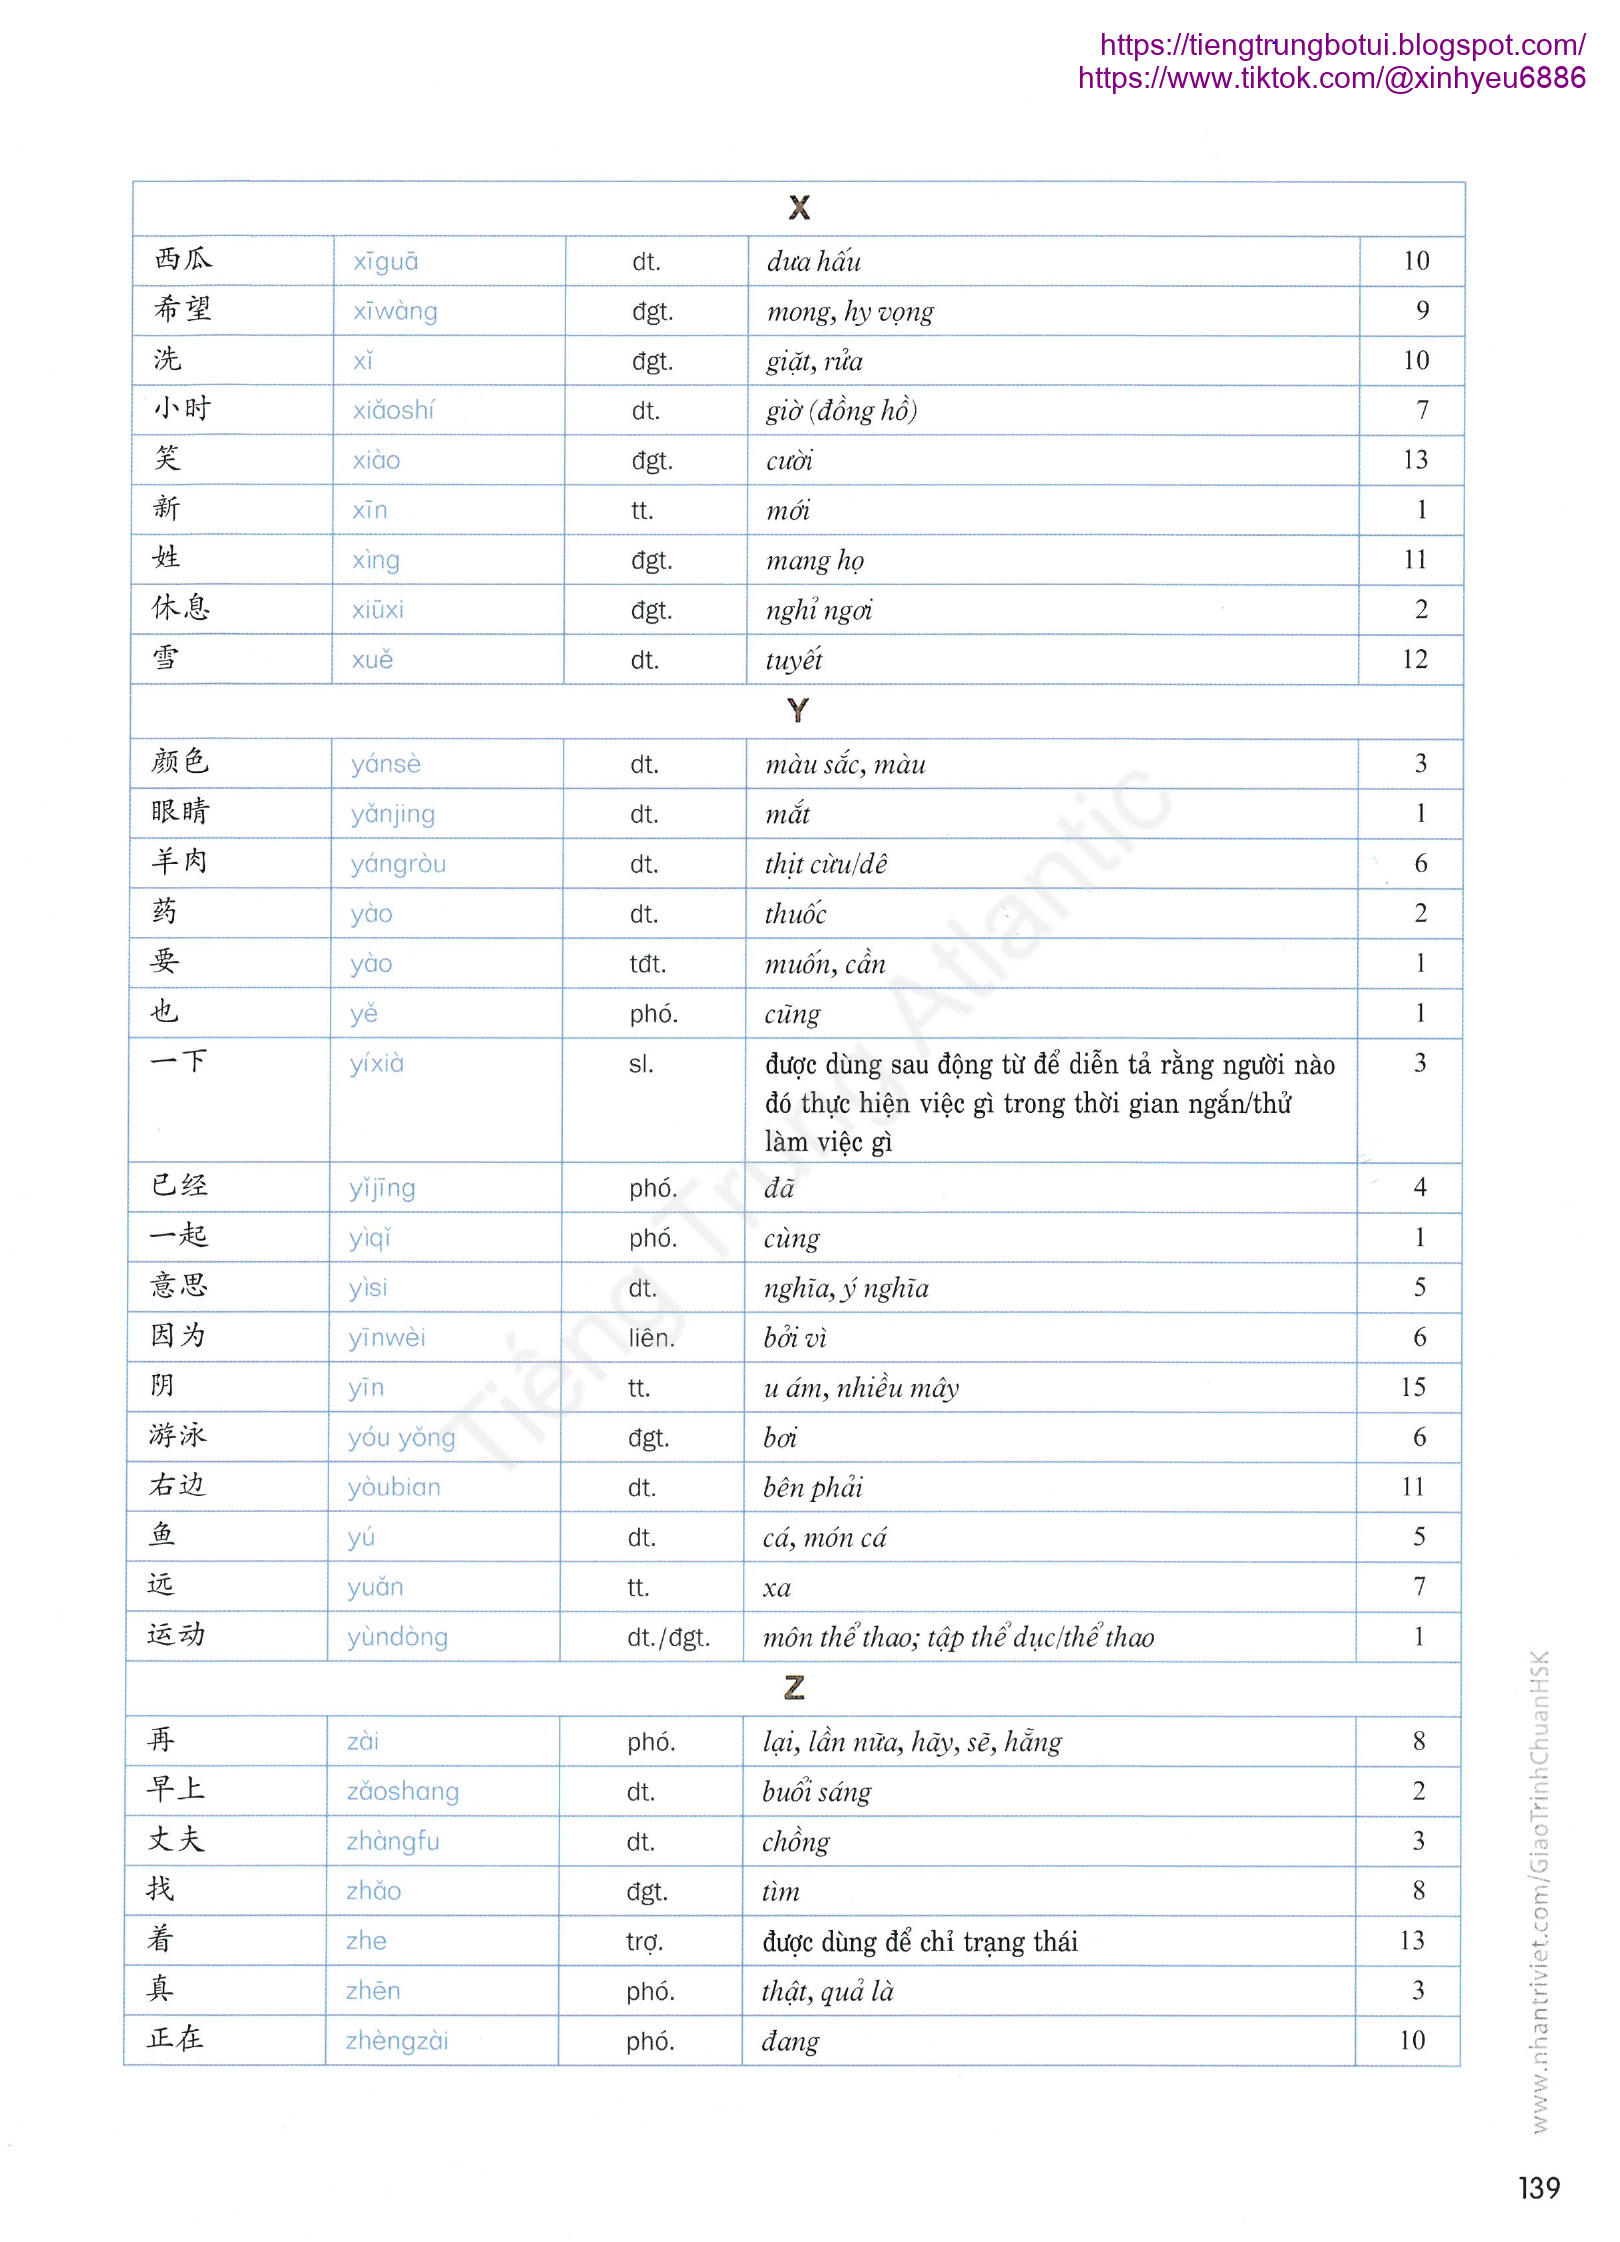 https://tiengtrungbotui.blogspot.com/
https://www.tiktok.com/@xinhyeu6886
X
西瓜 xīguā dt. dưa hấu 10
希望 xīwàng đgt. mong, hy vọng 9
洗 xǐ đgt. giặt, rửa 10
小时 xiǎoshí dt. giờ (đồng hồ) 7
笑 xiào đgt. cười 13
新 xīn tt. mới 1
姓 xìng đgt. mang họ 11
休息 xiūxi đgt. nghỉ ngơi 2
雪 xuě dt. tuyết 12
Y
颜色 yánsè dt. màu sắc, màu 3
眼睛 yǎnjing dt. mắt 1
羊肉 yángròu dt. thịt cừu/dê 6
药 yào dt. thuốc 2
要 yào tđt. muốn, cần 1
也 yě phó. cũng 1
一下 yíxià sl. được dùng sau động từ để diễn tả rằng người nào 3
đó thực hiện việc gì trong thời gian ngắn/thử
làm việc gì
已经 yǐjīng phó. đã 4
一起 yìqǐ phó. cùng 1
意思 yìsi dt. nghĩa, ý nghĩa 5
因为 yīnwèi liên. bởi vì 6
阴 yīn tt. u ám, nhiều mây 15
游泳 yóu yǒng đgt. bơi 6
右边 yòubian dt. bên phải 11
鱼 yú dt. cá, món cá 5
远 yuǎn tt. xa 7
运动 yùndòng dt./đgt. môn thể thao; tập thể dục/thể thao 1
Z
再 zài phó. lại, lần nữa, hãy, sẽ, hẵng 8
早上 zǎoshang dt. buổi sáng 2
丈夫 zhàngfu dt. chồng 3
找 zhǎo đgt. tìm 8
着 zhe trợ. được dùng để chỉ trạng thái 13
真 zhēn phó. thật, quả là 3
正在 zhèngzài phó. đang 10
Tiếng Trung Atlantic
www.nhantriviet.com/GiaoTrinhChuanHSK
139